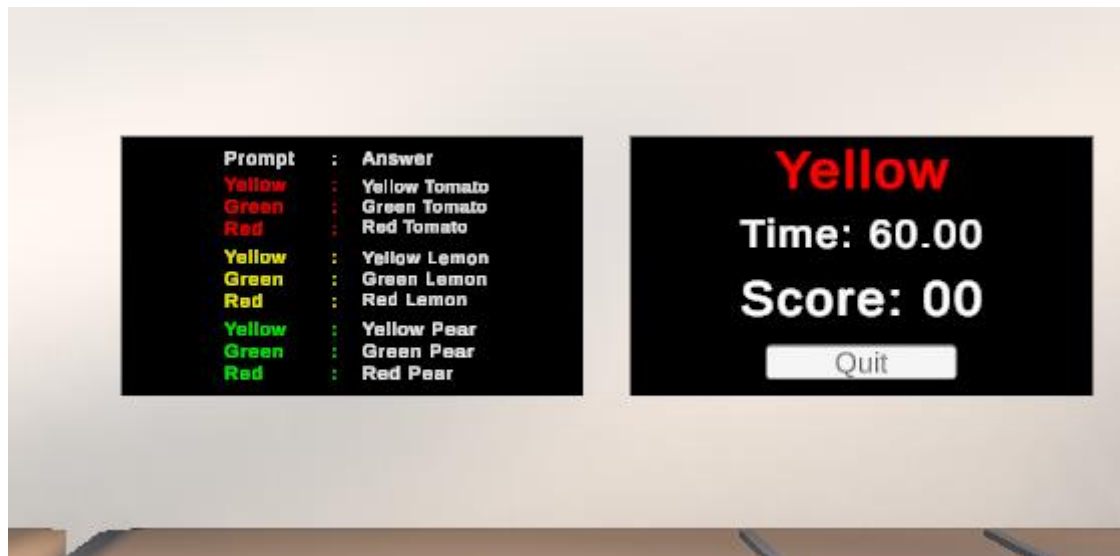 Prompt : Answer
Yellow : Yellow Tomato
Green : Green Tomato
Red : Red Tomato
Yellow : Yellow Lemon
Green : Green Lemon
Red : Red Lemon
Yellow : Yellow Pear
Green : Green Pear
Red : Red Pear
Yellow
Time: 60.00
Score: 00
Quit